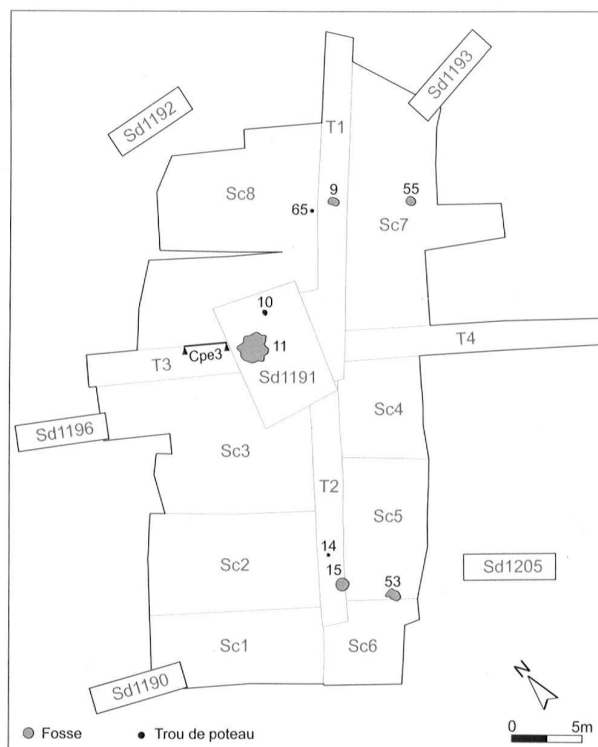 Sd1193
Sd1192
T1
Sc8
9
55
65
Sc7
10
T4
11
T3
Cpe3
Sd1191
Sc4
Sd1196
Sc3
T2
Sc5
14
Sc2
15
53
Sd1205
Sc1
Sc6
N
Sd1190
Fosse
Trou de poteau
0
5m